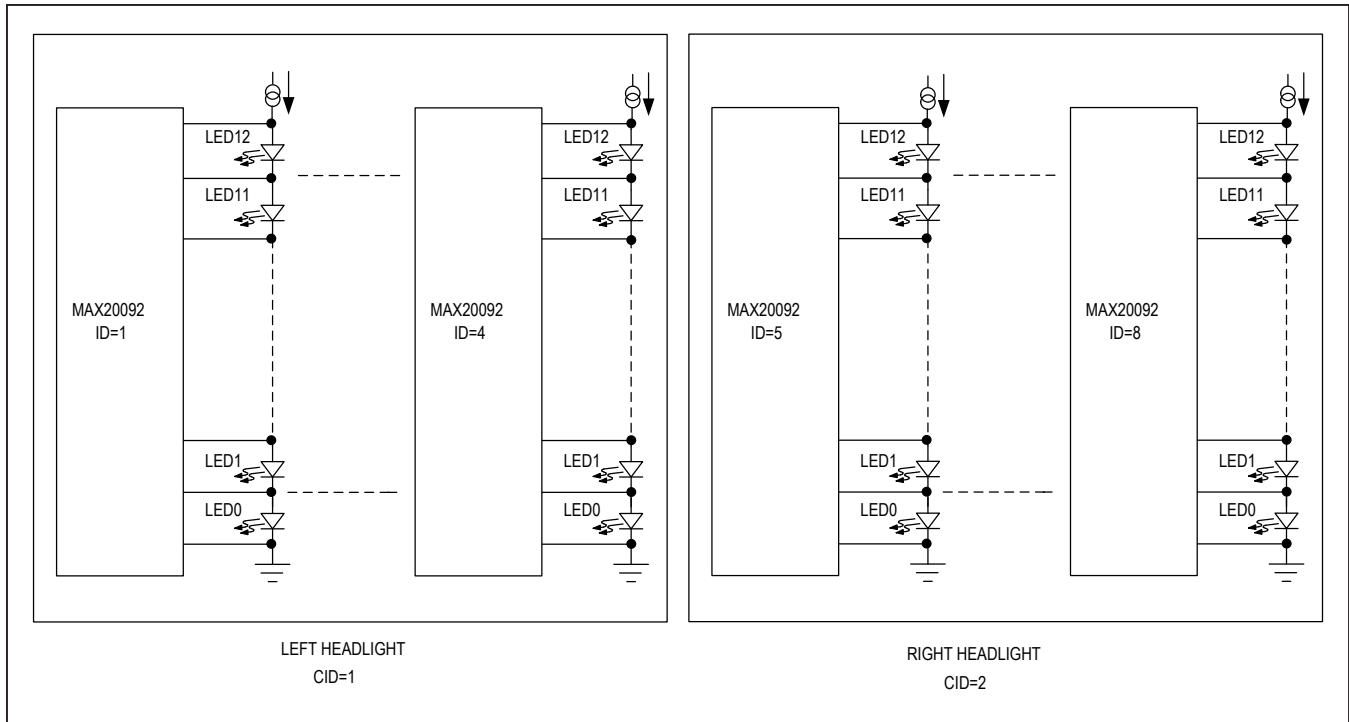 LED12
LED11
MAX20092
ID=1
LED1
LED0
LED12
LED11
MAX20092
ID=4
LED1
LED0
LEFT HEADLIGHT
CID=1
LED12
LED11
MAX20092
ID=5
LED1
LED0
LED12
LED11
MAX20092
ID=8
LED1
LED0
RIGHT HEADLIGHT
CID=2